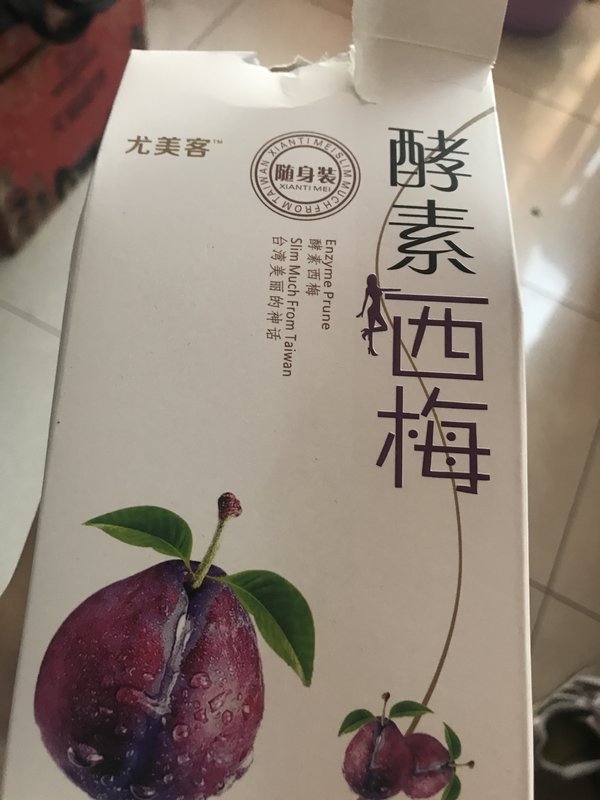 尤美客™
XIANTI MEI SLIM MUCH FROM TAIWAN
随身装
XIANTI MEI
酵素西梅
Enzyme Prune
酵素西梅
Slim Much From Taiwan
台湾美丽的神话